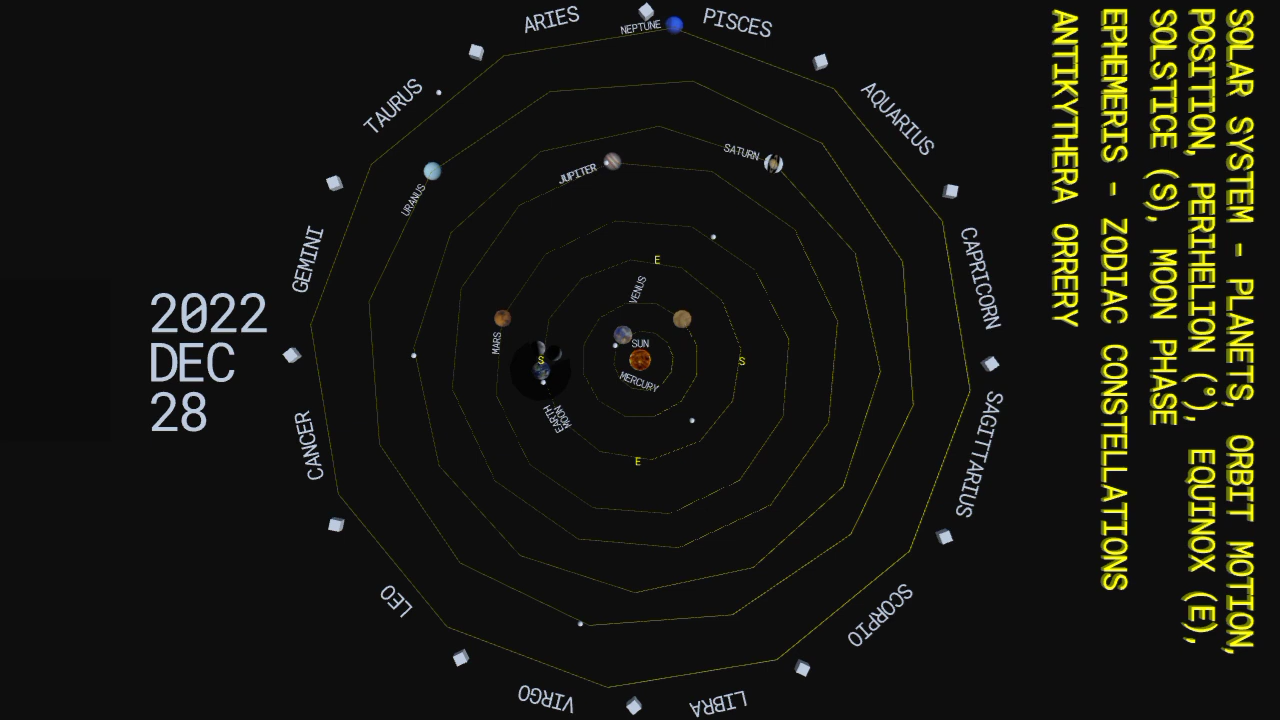 2022
DEC
28
ARIES
PISCES
AQUARIUS
CAPRICORN
SAGITTARIUS
SCORPIO
LIBRA
VIRGO
LEO
CANCER
GEMINI
TAURUS
NEPTUNE
URANUS
JUPITER
SATURN
MARS
VENUS
SUN
MERCURY
EARTH
MOON
E
S
S
E
SOLAR SYSTEM - PLANETS, ORBIT MOTION,
POSITION, PERIHELION (°), EQUINOX (E),
SOLSTICE (S), MOON PHASE
EPHEMERIS - ZODIAC CONSTELLATIONS
ANTIKYTHERA ORRERY